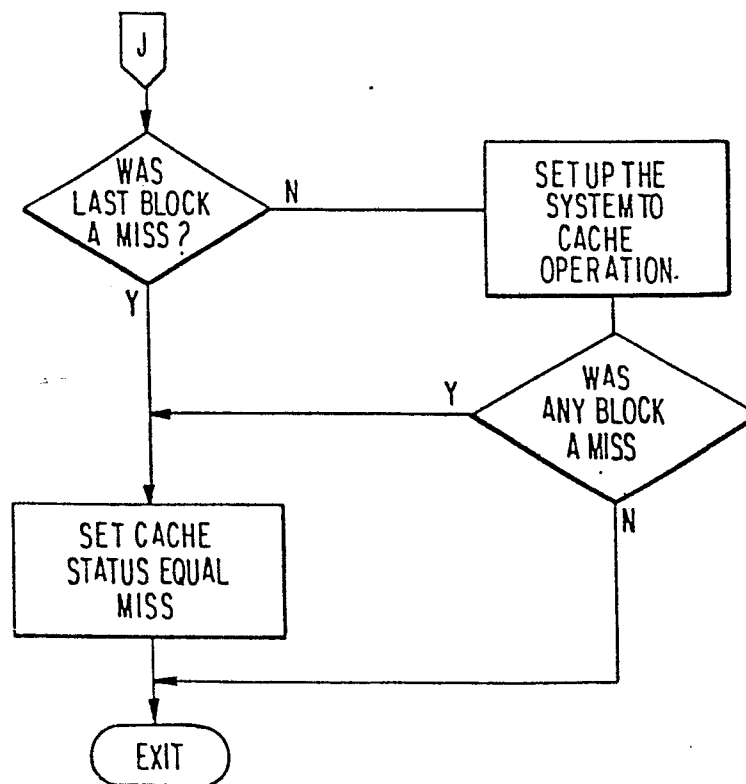 J
WAS
LAST BLOCK
A MISS?
N
Y
SET UP THE
SYSTEM TO
CACHE
OPERATION.
WAS
ANY BLOCK
A MISS
Y
N
SET CACHE
STATUS EQUAL
MISS
EXIT